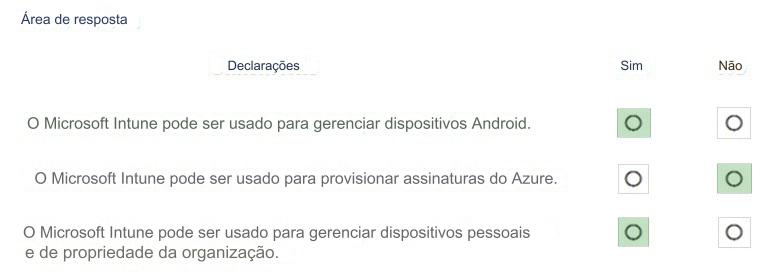 Área de resposta
Declarações Sim Não
O Microsoft Intune pode ser usado para gerenciar dispositivos Android.
O Microsoft Intune pode ser usado para provisionar assinaturas do Azure.
O Microsoft Intune pode ser usado para gerenciar dispositivos pessoais
e de propriedade da organização.